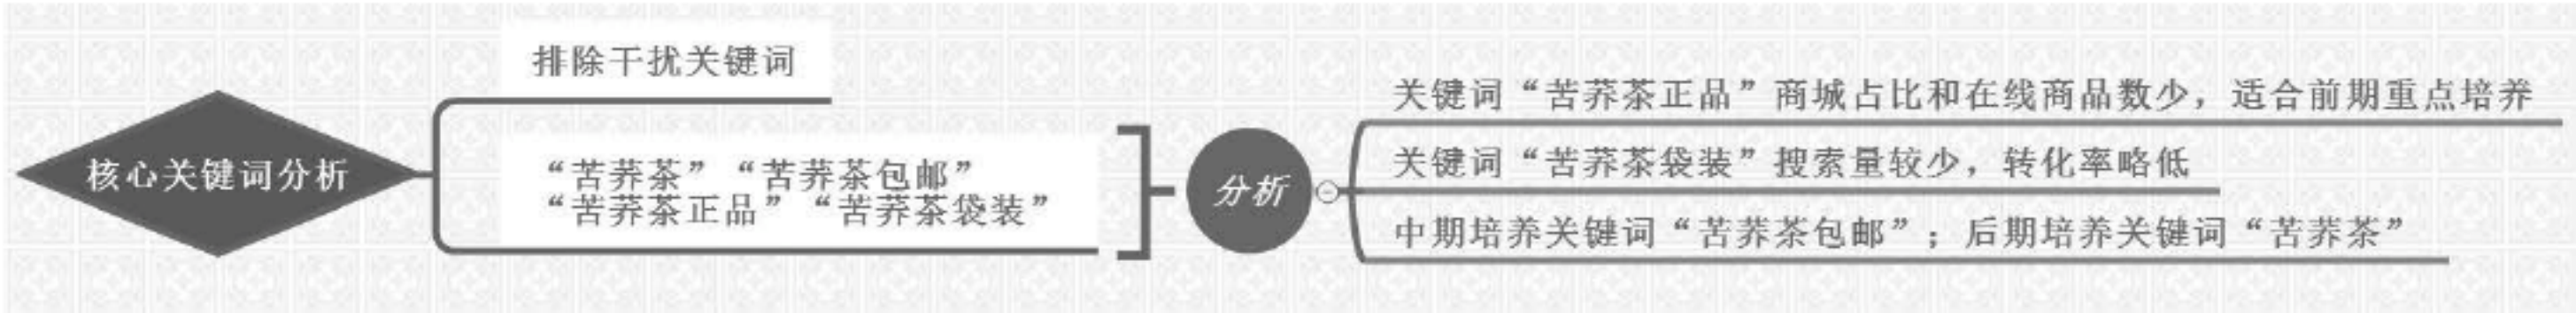 核心关键词分析
排除干扰关键词
“苦荞茶”“苦荞茶包邮”
“苦荞茶正品”“苦荞茶袋装”
分析
关键词“苦荞茶正品”商城占比和在线商品数少，适合前期重点培养
关键词“苦荞茶袋装”搜索量较少，转化率略低
中期培养关键词“苦荞茶包邮”；后期培养关键词“苦荞茶”